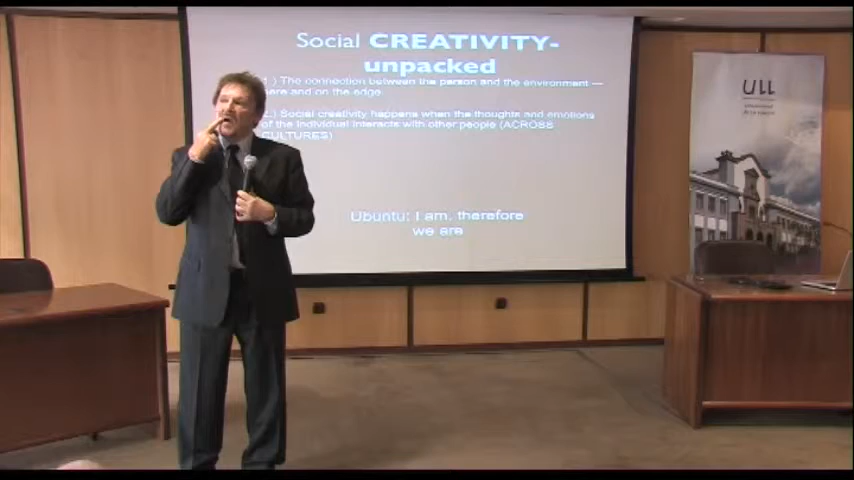 Social CREATIVITY-
unpacked
1.) The connection between the person and the environment —
here and on the edge.
2.) Social creativity happens when the thoughts and emotions
of the individual interacts with other people (ACROSS
CULTURES)
Ubuntu: I am, therefore
we are
ULL